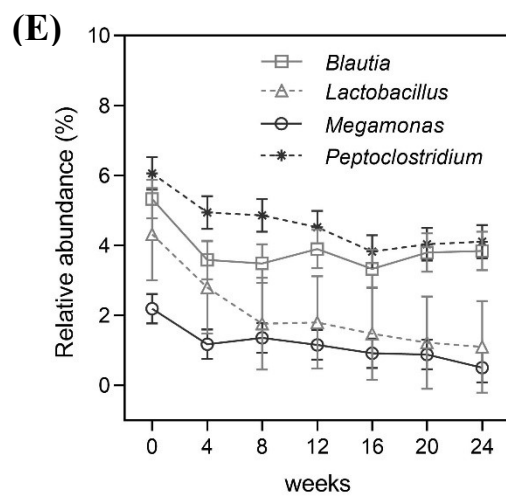 (E)
Relative abundance (%)
10
8
6
4
2
0
Blautia
Lactobacillus
Megamonas
Peptoclostridium
0 4 8 12 16 20 24
weeks